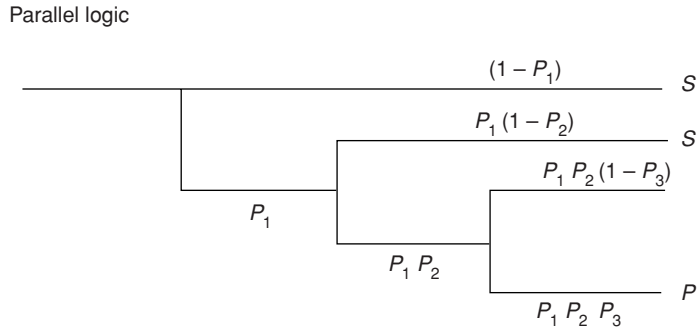 Parallel logic
(1 – P₁) S
P₁ (1 – P₂) S
P₁ P₂ (1 – P₃)
P₁
P₁ P₂
P
P₁ P₂ P₃